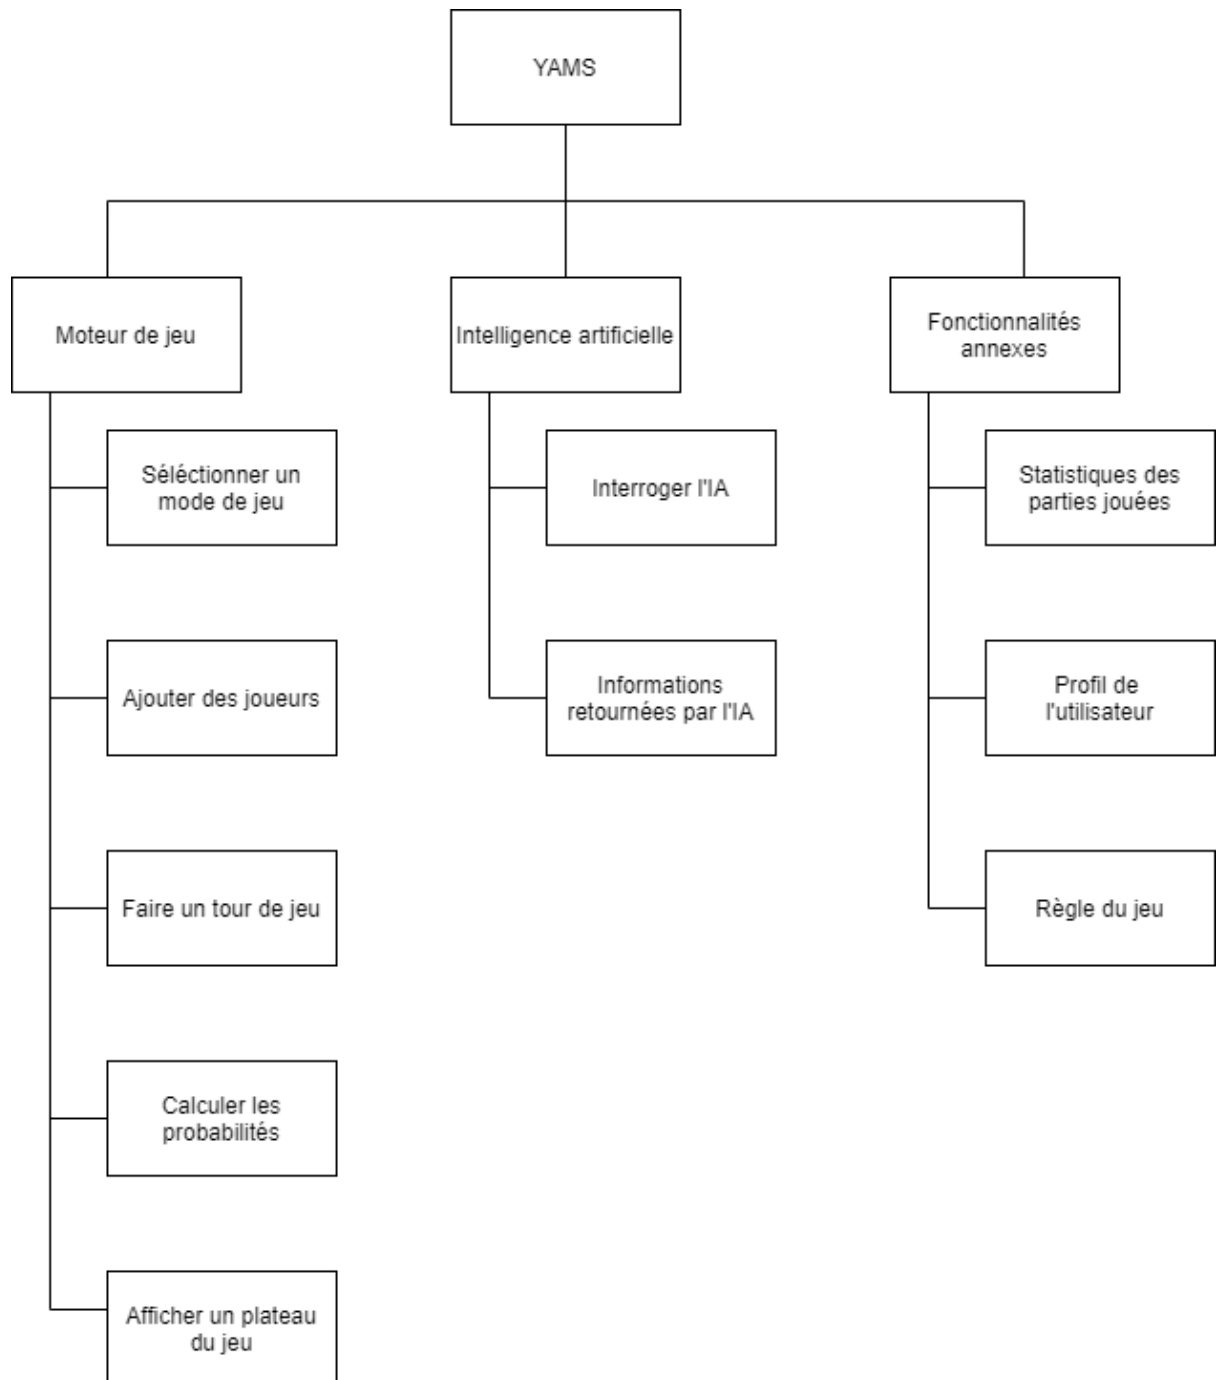 YAMS
Moteur de jeu
Intelligence artificielle
Fonctionnalités
annexes
Séléctionner un
mode de jeu
Ajouter des joueurs
Faire un tour de jeu
Calculer les
probabilités
Afficher un plateau
du jeu
Interroger l'IA
Informations
retournées par l'IA
Statistiques des
parties jouées
Profil de
l'utilisateur
Règle du jeu